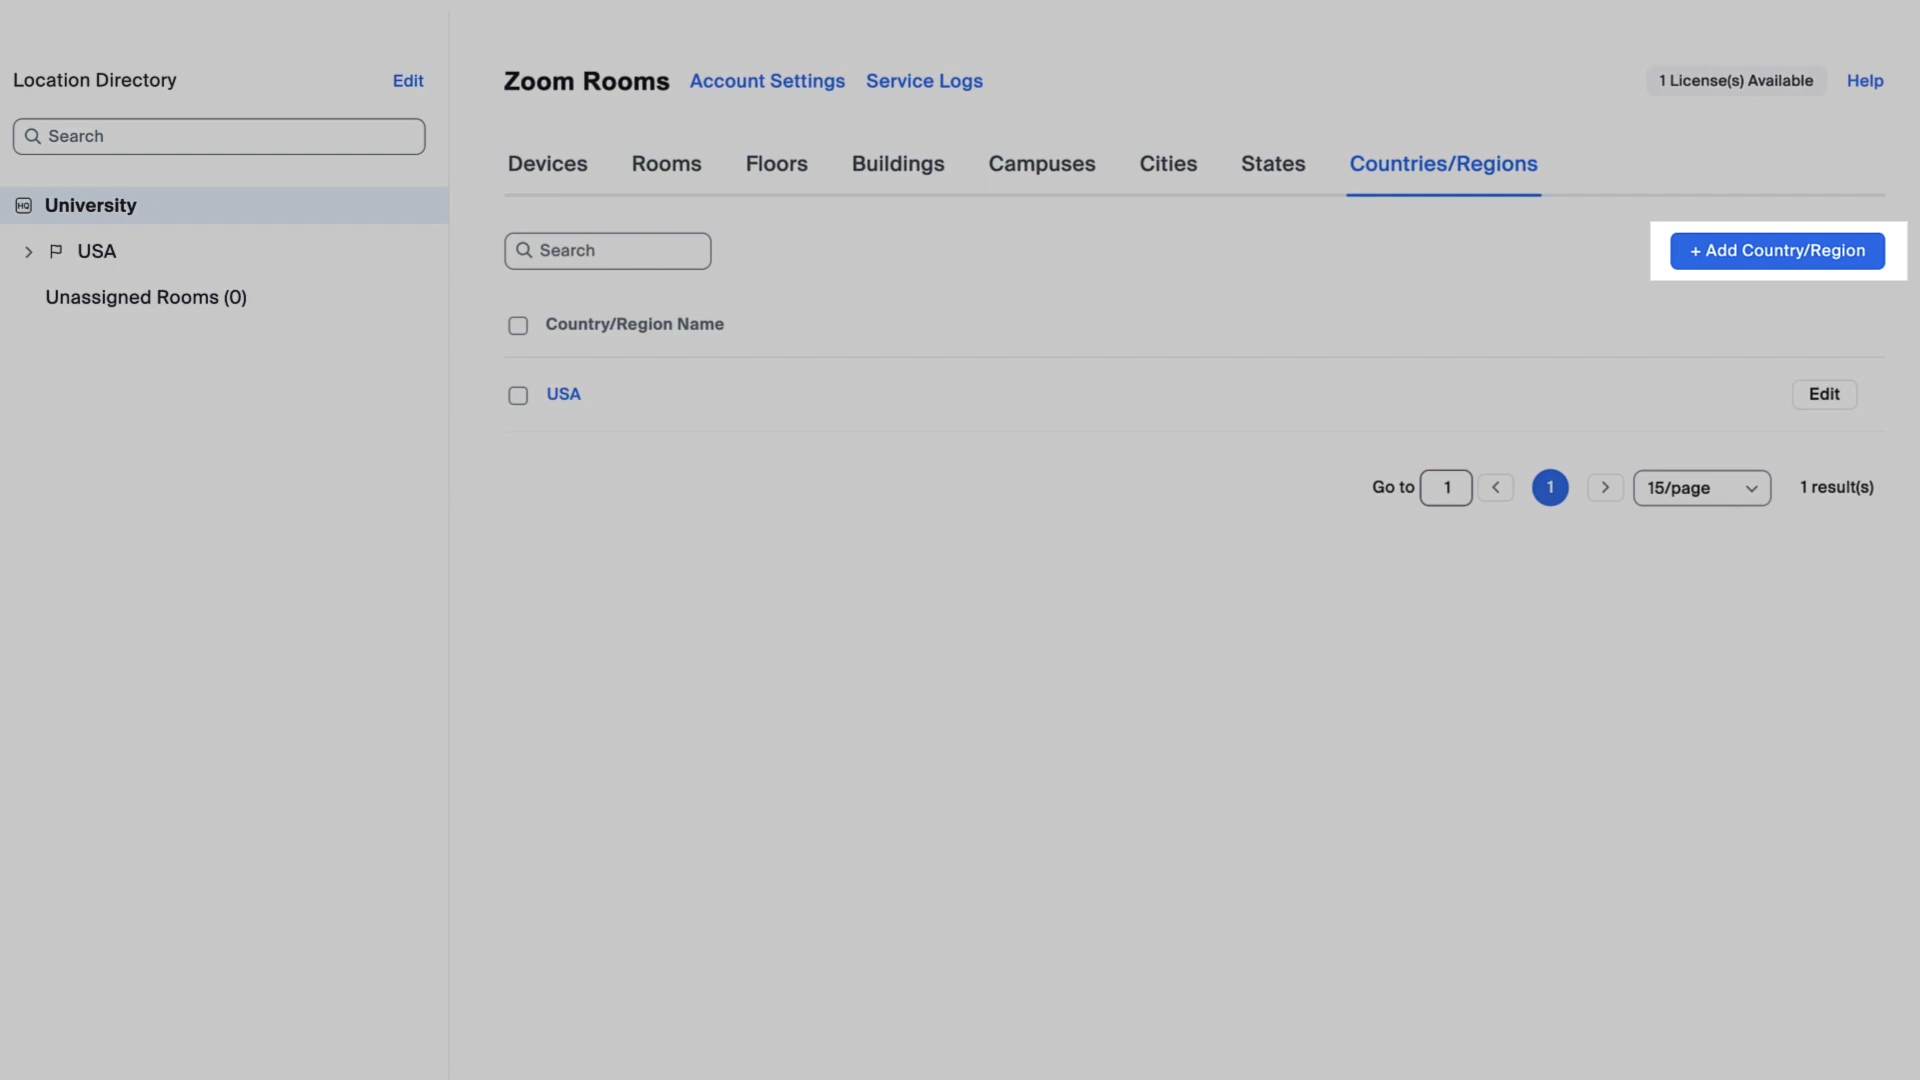 Location Directory
Edit
Search
HQ
University
USA
Unassigned Rooms (0)
Zoom Rooms
Account Settings
Service Logs
1 License(s) Available
Help
Devices
Rooms
Floors
Buildings
Campuses
Cities
States
Countries/Regions
Search
+ Add Country/Region
Country/Region Name
USA
Edit
Go to
1
1
15/page
1 result(s)